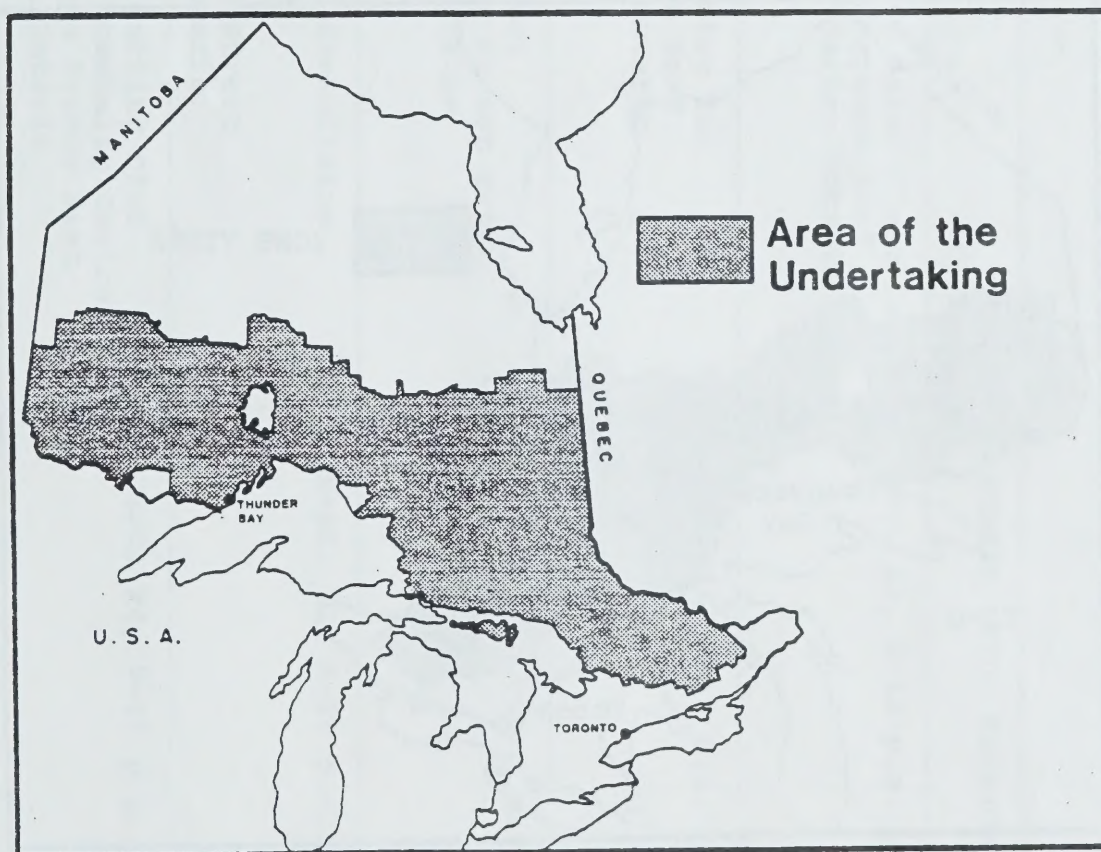 MANITOBA
Area of the
Undertaking
QUEBEC
THUNDER
BAY
U. S. A.
TORONTO